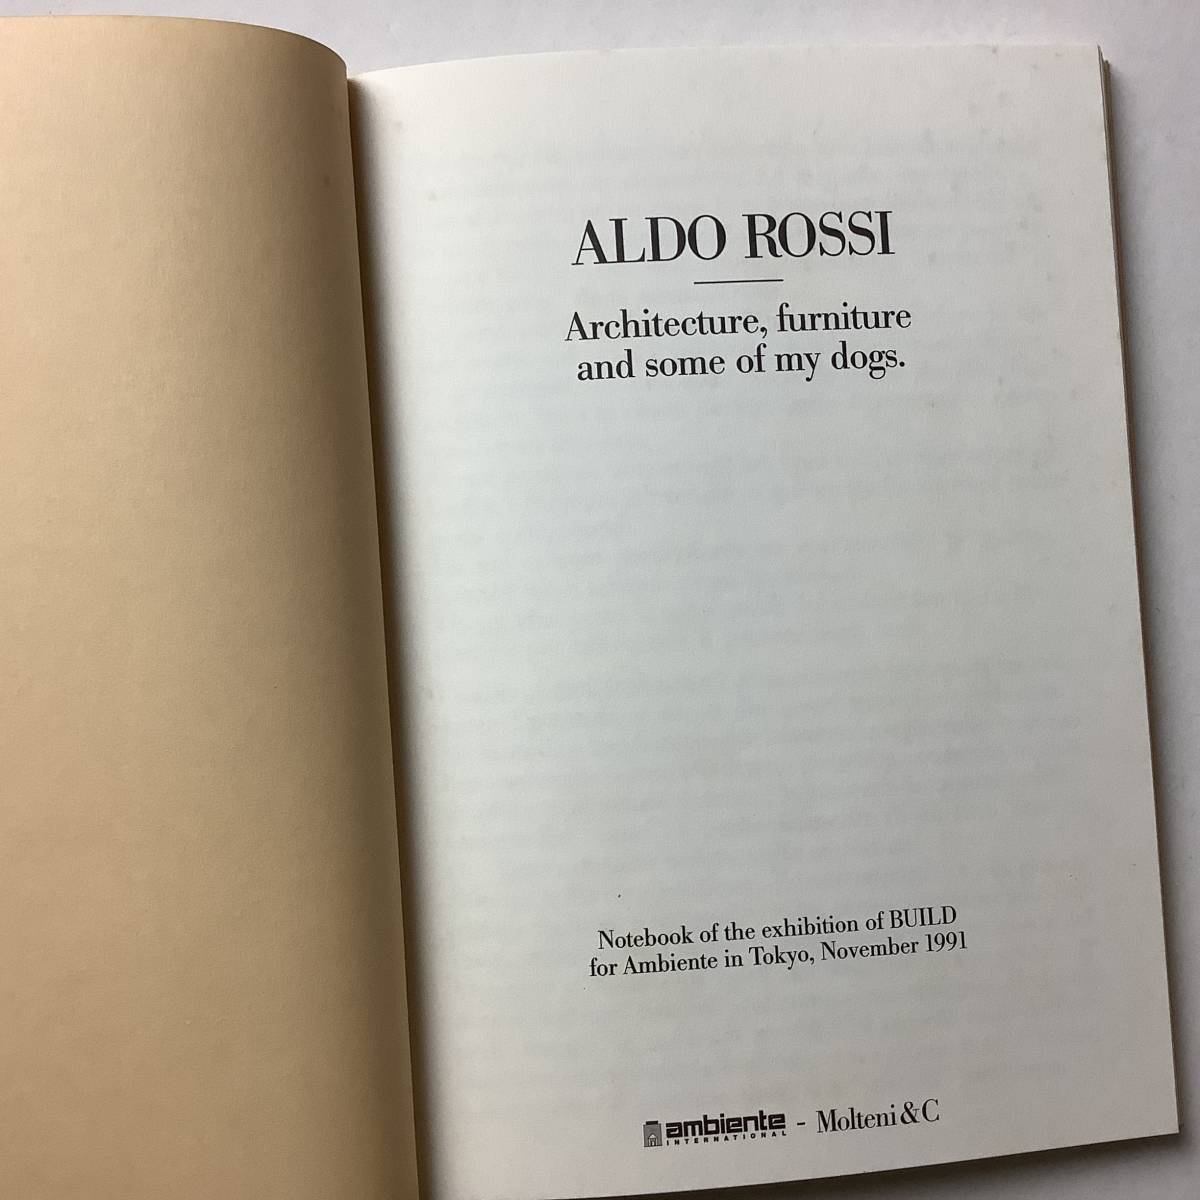 ALDO ROSSI
Architecture, furniture
and some of my dogs.
Notebook of the exhibition of BUILD
for Ambiente in Tokyo, November 1991
ambiente - Molteni&C
INTERNATIONAL